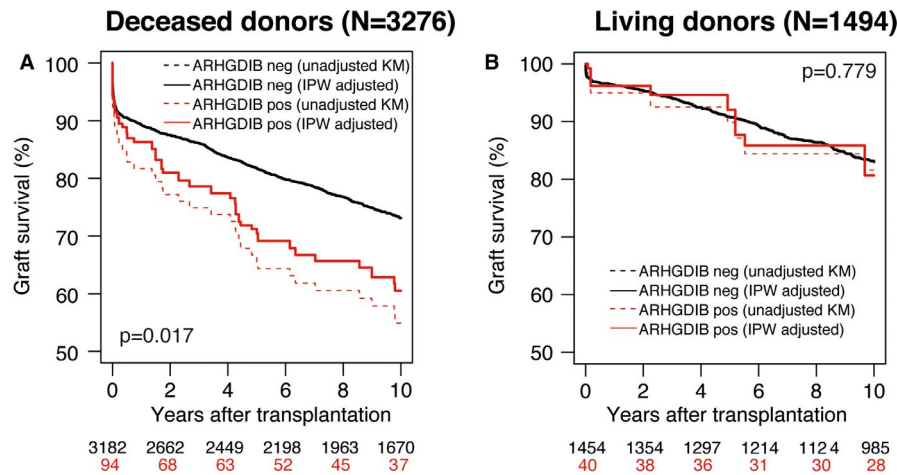 Deceased donors (N=3276)
A
100
90
80
70
60
50
Graft survival (%)
ARHGDIB neg (unadjusted KM)
ARHGDIB neg (IPW adjusted)
ARHGDIB pos (unadjusted KM)
ARHGDIB pos (IPW adjusted)
p=0.017
0 2 4 6 8 10
Years after transplantation
3182 2662 2449 2198 1963 1670
94 68 63 52 45 37
Living donors (N=1494)
B
100
90
80
70
60
50
Graft survival (%)
p=0.779
ARHGDIB neg (unadjusted KM)
ARHGDIB neg (IPW adjusted)
ARHGDIB pos (unadjusted KM)
ARHGDIB pos (IPW adjusted)
0 2 4 6 8 10
Years after transplantation
1454 1354 1297 1214 1124 985
40 38 36 31 30 28